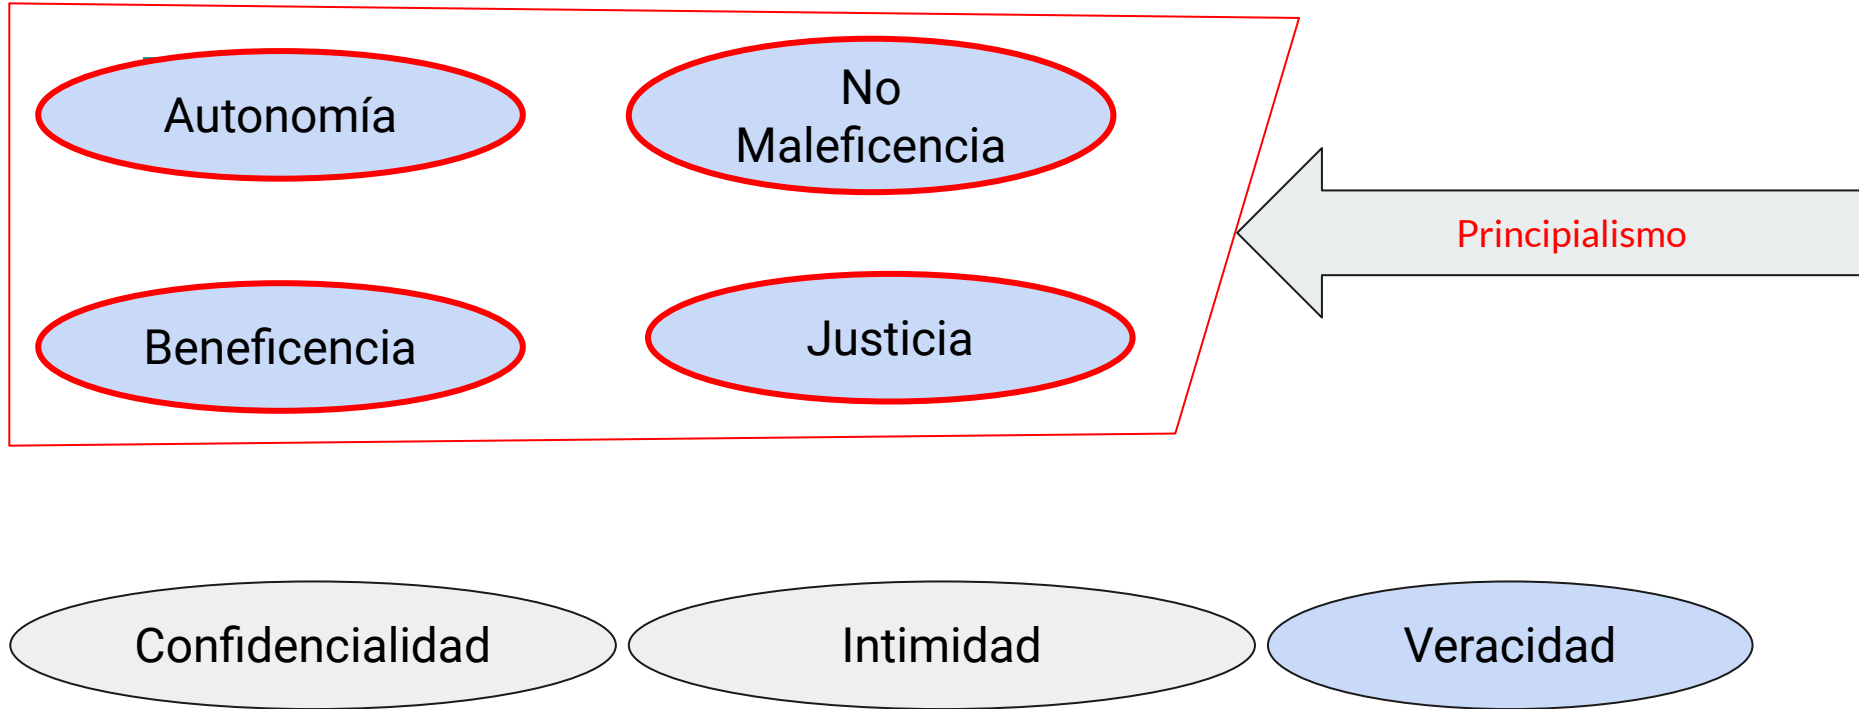 Autonomía
No
Maleficencia
Principialismo
Beneficencia
Justicia
Confidencialidad
Intimidad
Veracidad